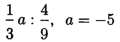 1/3 a : 4/9, a = −5